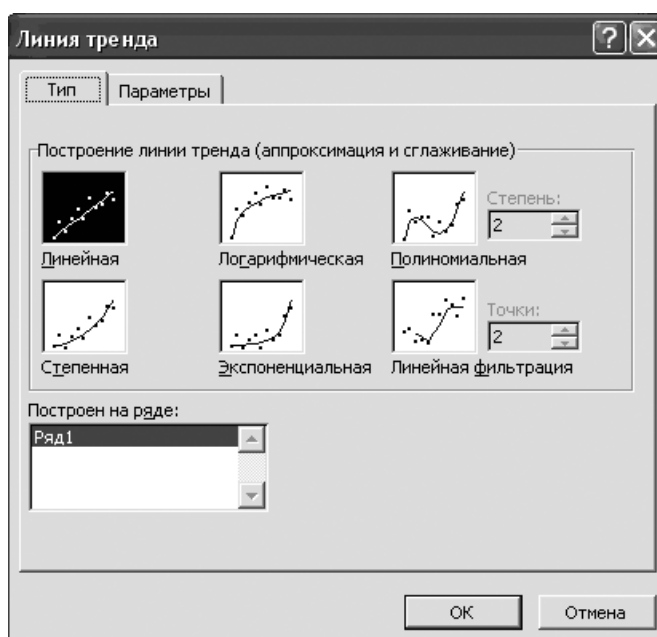 Линия тренда
Тип
Параметры
Построение линии тренда (аппроксимация и сглаживание)
Линейная
Логарифмическая
Полиномиальная
Степень:
2
Степенная
Экспоненциальная
Линейная фильтрация
Точки:
2
Построен на ряде:
Ряд1
ОК
Отмена